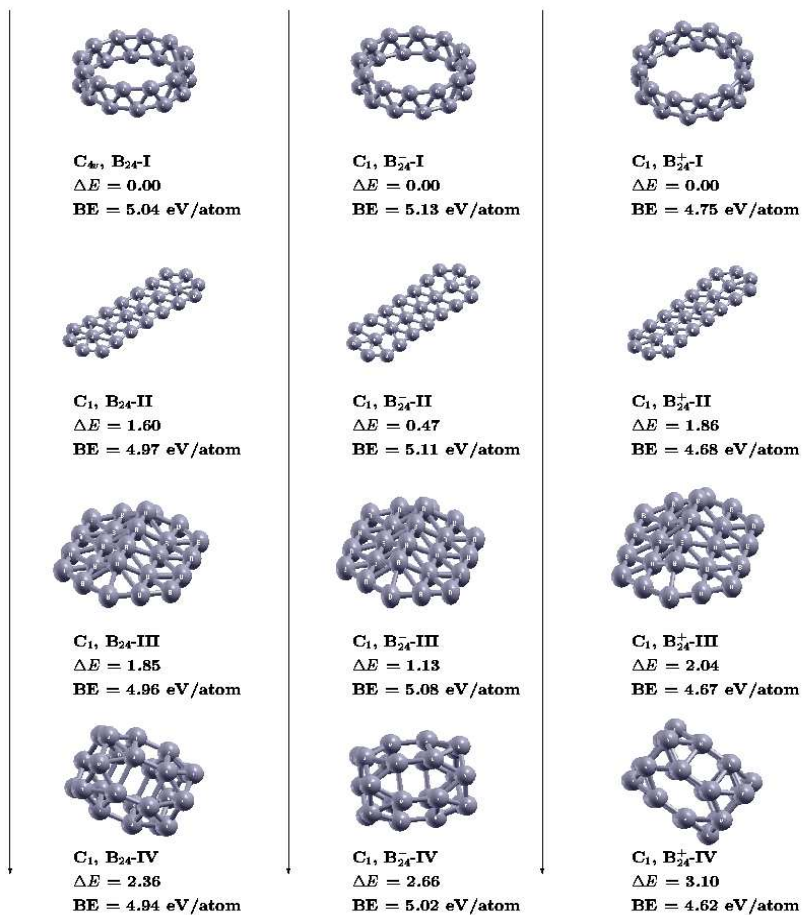 C₄ᵥ, B₂₄-I
ΔE = 0.00
BE = 5.04 eV/atom
C₁, B₂₄⁻-I
ΔE = 0.00
BE = 5.13 eV/atom
C₁, B₂₄⁺-I
ΔE = 0.00
BE = 4.75 eV/atom
C₁, B₂₄-II
ΔE = 1.60
BE = 4.97 eV/atom
C₁, B₂₄⁻-II
ΔE = 0.47
BE = 5.11 eV/atom
C₁, B₂₄⁺-II
ΔE = 1.86
BE = 4.68 eV/atom
C₁, B₂₄-III
ΔE = 1.85
BE = 4.96 eV/atom
C₁, B₂₄⁻-III
ΔE = 1.13
BE = 5.08 eV/atom
C₁, B₂₄⁺-III
ΔE = 2.04
BE = 4.67 eV/atom
C₁, B₂₄-IV
ΔE = 2.36
BE = 4.94 eV/atom
C₁, B₂₄⁻-IV
ΔE = 2.66
BE = 5.02 eV/atom
C₁, B₂₄⁺-IV
ΔE = 3.10
BE = 4.62 eV/atom